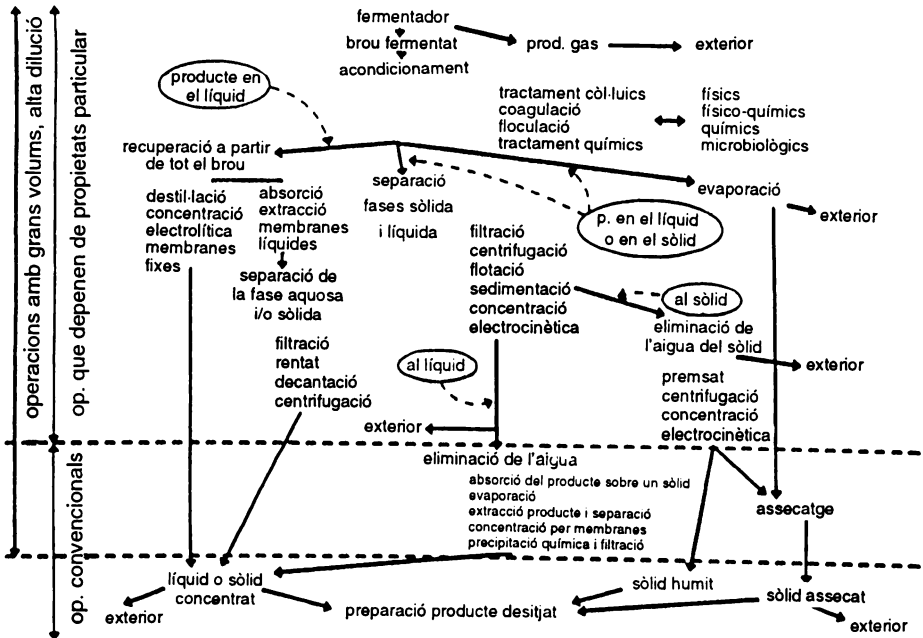 operacions amb grans volums, alta dilució
op. que depenen de propietats particular
op. convencionals
fermentador
brou fermentat
acondicionament
prod. gas
exterior
producte en
el líquid
tractament còl·luics
coagulació
floculació
tractament químics
físics
físico-químics
químics
microbiològics
recuperació a partir
de tot el brou
separació
fases sòlida
i líquida
evaporació
exterior
p. en el líquid
o en el sòlid
destil·lació
concentració
electrolítica
membranes
fixes
absorció
extracció
membranes
líquides
separació de
la fase aquosa
i/o sòlida
filtració
rentat
decantació
centrifugació
filtració
centrifugació
flotació
sedimentació
concentració
electrocinètica
al sòlid
eliminació de
l'aigua del sòlid
exterior
al líquid
premsat
centrifugació
concentració
electrocinètica
exterior
eliminació de l'aigua
absorció del producte sobre un sòlid
evaporació
extracció producte i separació
concentració per membranes
precipitació química i filtració
assecatge
líquid o sòlid
concentrat
exterior
preparació producte desitjat
sòlid humit
sòlid assecat
exterior